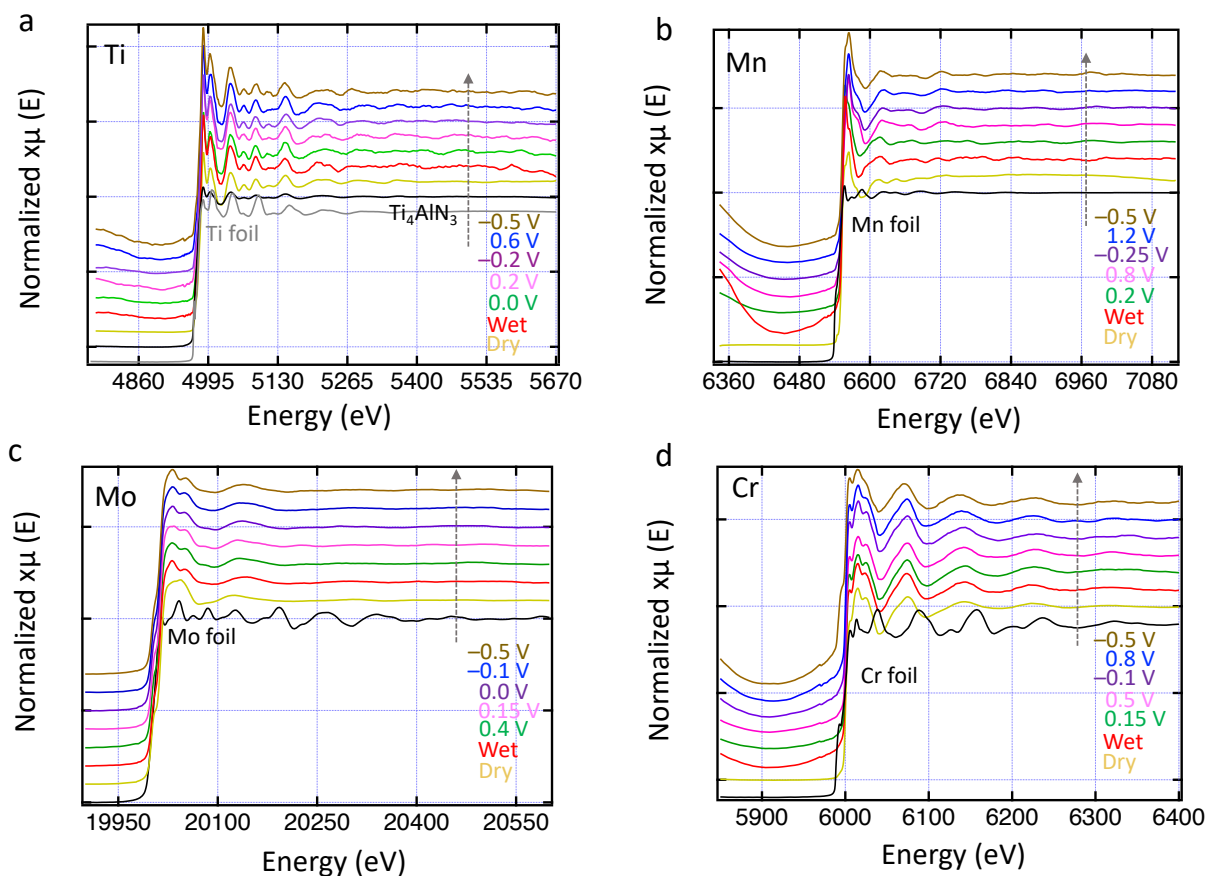 a
Ti
Normalized xµ (E)
Ti foil
Ti₄AlN₃
−0.5 V
0.6 V
−0.2 V
0.2 V
0.0 V
Wet
Dry
4860 4995 5130 5265 5400 5535 5670
Energy (eV)
b
Mn
Normalized xµ (E)
Mn foil
−0.5 V
1.2 V
−0.25 V
0.8 V
0.2 V
Wet
Dry
6360 6480 6600 6720 6840 6960 7080
Energy (eV)
c
Mo
Normalized xµ (E)
Mo foil
−0.5 V
−0.1 V
0.0 V
0.15 V
0.4 V
Wet
Dry
19950 20100 20250 20400 20550
Energy (eV)
d
Cr
Normalized xµ (E)
Cr foil
−0.5 V
0.8 V
−0.1 V
0.5 V
0.15 V
Wet
Dry
5900 6000 6100 6200 6300 6400
Energy (eV)